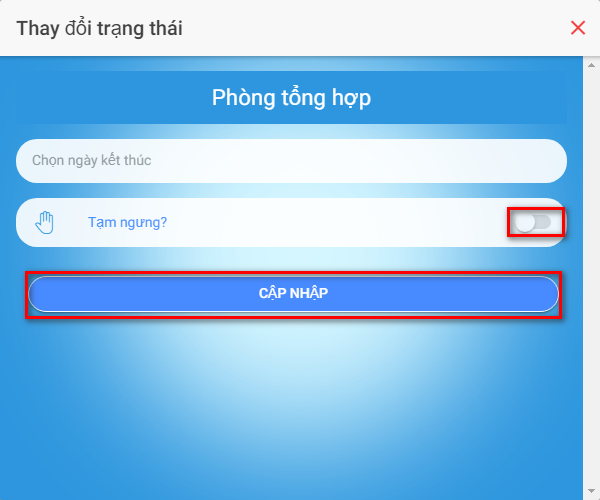 Thay đổi trạng thái
Phòng tổng hợp
Chọn ngày kết thúc
Tạm ngưng?
CẬP NHẬP